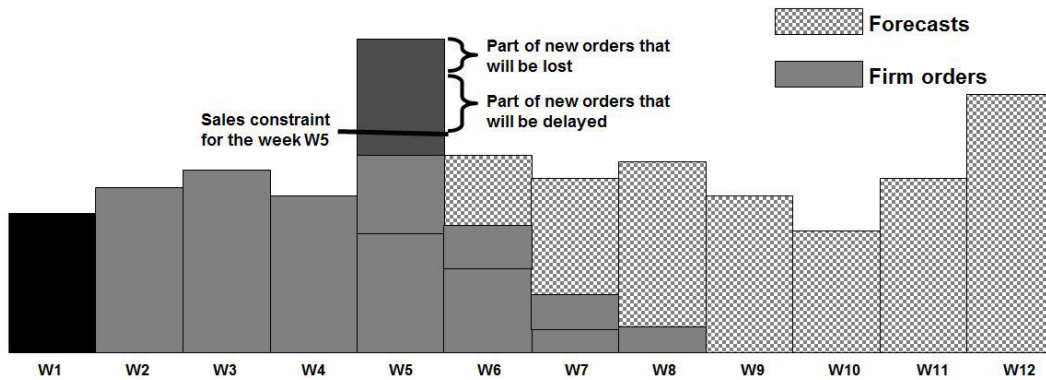 Forecasts
Part of new orders that
will be lost
Firm orders
Part of new orders that
will be delayed
Sales constraint
for the week W5
W1 W2 W3 W4 W5 W6 W7 W8 W9 W10 W11 W12